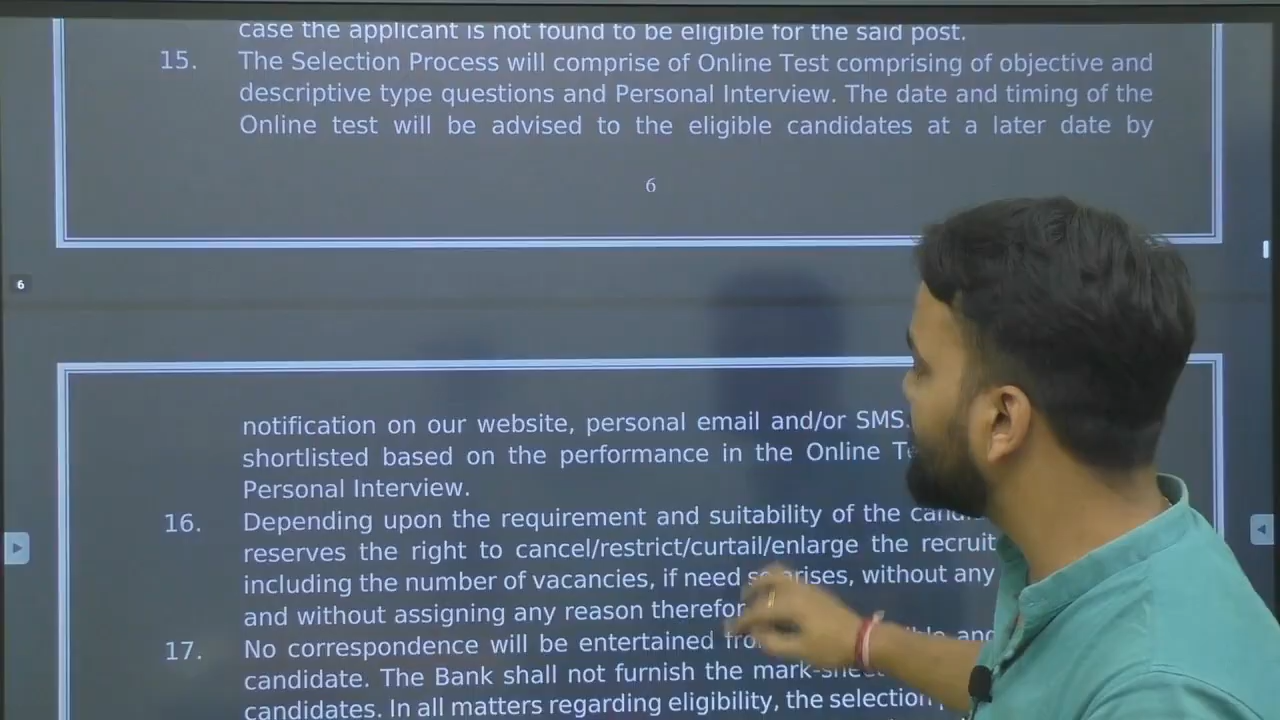 case the applicant is not found to be eligible for the said post.
15. The Selection Process will comprise of Online Test comprising of objective and
descriptive type questions and Personal Interview. The date and timing of the
Online test will be advised to the eligible candidates at a later date by
6
6
notification on our website, personal email and/or SMS.
shortlisted based on the performance in the Online
Personal Interview.
16. Depending upon the requirement and suitability of the
reserves the right to cancel/restrict/curtail/enlarge the
including the number of vacancies, if need so arises, without any
and without assigning any reason therefor
17. No correspondence will be entertained
candidate. The Bank shall not furnish the
candidates. In all matters regarding eligibility, the selection